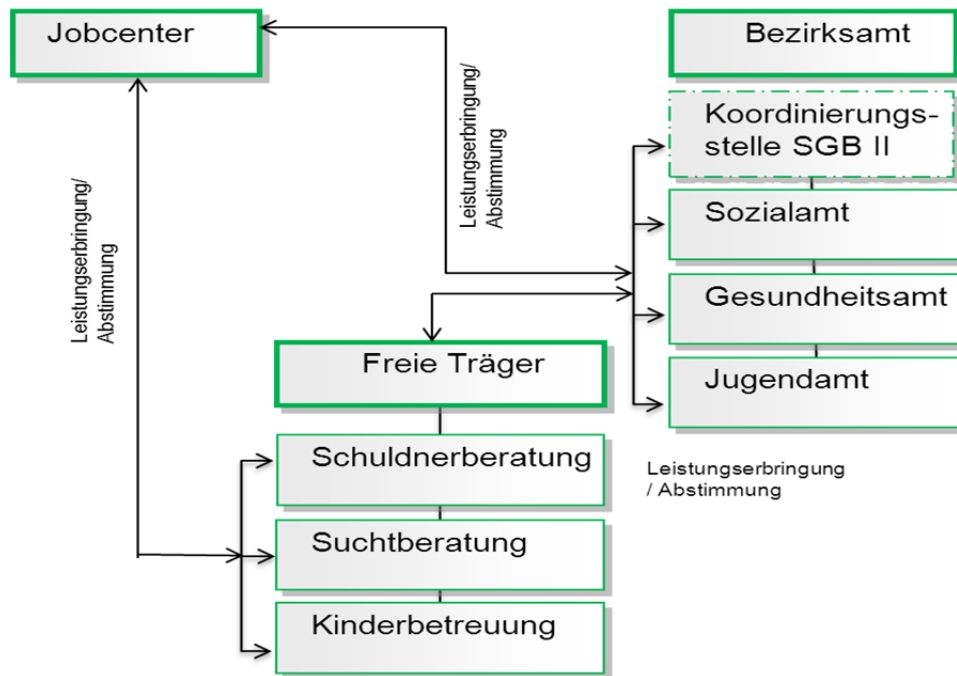 Jobcenter
Bezirksamt
Koordinierungs-
stelle SGB II
Sozialamt
Gesundheitsamt
Jugendamt
Leistungserbringung
/ Abstimmung
Leistungserbringung/
Abstimmung
Leistungserbringung/
Abstimmung
Freie Träger
Schuldnerberatung
Suchtberatung
Kinderbetreuung